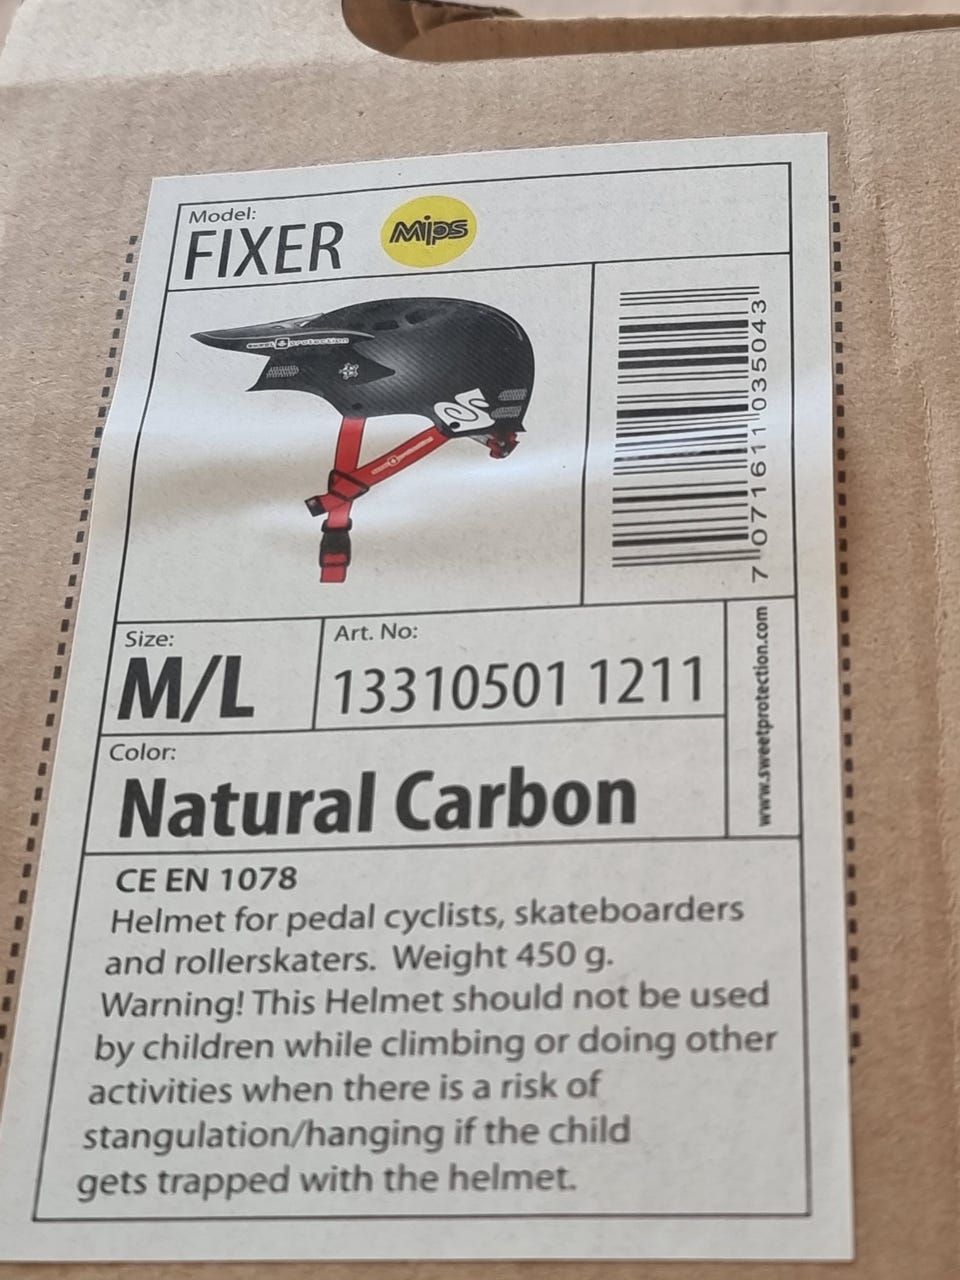 Model:
FIXER
Mips
sweet protection
7 071611 035043
Size:
M/L
Art. No:
13310501 1211
www.sweetprotection.com
Color:
Natural Carbon
CE EN 1078
Helmet for pedal cyclists, skateboarders
and rollerskaters. Weight 450 g.
Warning! This Helmet should not be used
by children while climbing or doing other
activities when there is a risk of
stangulation/hanging if the child
gets trapped with the helmet.